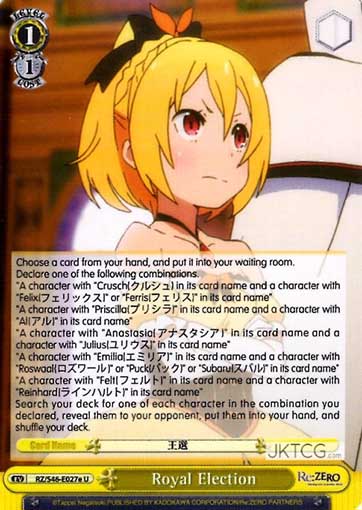 LEVEL
1
1
COST
Choose a card from your hand, and put it into your waiting room.
Declare one of the following combinations.
"A character with "Crusch(クルシュ) in its card name and a character with
"Felix(フェリックス)" or "Ferris(フェリス)" in its card name"
"A character with "Priscilla(プリシラ)" in its card name and a character with
"Al(アル)" in its card name"
"A character with "Anastasia(アナスタシア)" in its card name and a
character with "Julius(ユリウス)" in its card name"
"A character with "Emilia(エミリア)" in its card name and a character with
"Roswaal(ロズワール)" or "Puck(パック)" or "Subaru(スバル)" in its card name"
"A character with "Felt(フェルト)" in its card name and a character with
"Reinhard(ラインハルト)" in its card name"
Search your deck for one of each character in the combination you
declared, reveal them to your opponent, put them into your hand, and
shuffle your deck.
Card Name
王選
JKTCG.com
RZ/S46-E027e U
Royal Election
Re:ZERO
©Tappei Nagatsuki,PUBLISHED BY KADOKAWA CORPORATION/Re:ZERO PARTNERS